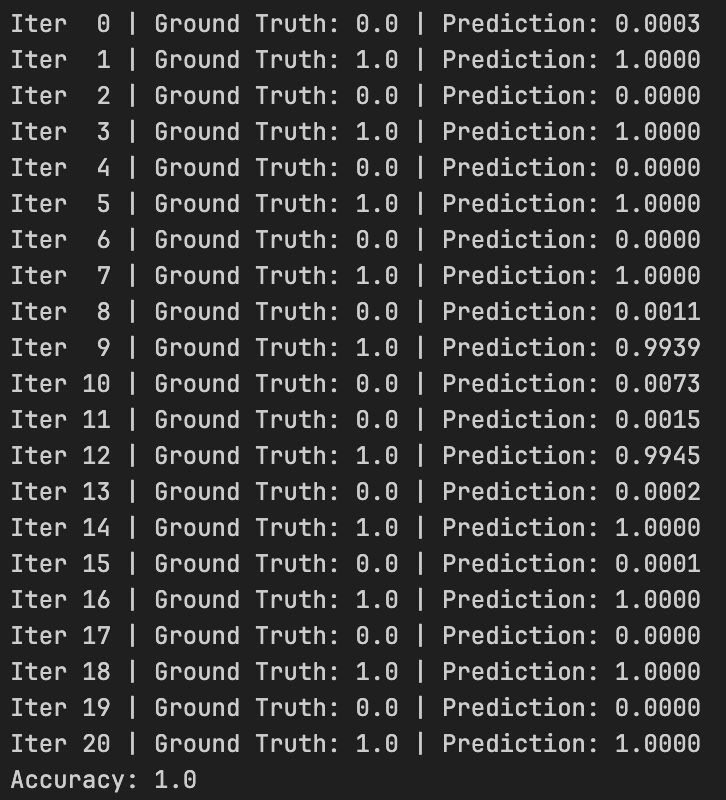 Iter  0 | Ground Truth: 0.0 | Prediction: 0.0003
Iter  1 | Ground Truth: 1.0 | Prediction: 1.0000
Iter  2 | Ground Truth: 0.0 | Prediction: 0.0000
Iter  3 | Ground Truth: 1.0 | Prediction: 1.0000
Iter  4 | Ground Truth: 0.0 | Prediction: 0.0000
Iter  5 | Ground Truth: 1.0 | Prediction: 1.0000
Iter  6 | Ground Truth: 0.0 | Prediction: 0.0000
Iter  7 | Ground Truth: 1.0 | Prediction: 1.0000
Iter  8 | Ground Truth: 0.0 | Prediction: 0.0011
Iter  9 | Ground Truth: 1.0 | Prediction: 0.9939
Iter 10 | Ground Truth: 0.0 | Prediction: 0.0073
Iter 11 | Ground Truth: 0.0 | Prediction: 0.0015
Iter 12 | Ground Truth: 1.0 | Prediction: 0.9945
Iter 13 | Ground Truth: 0.0 | Prediction: 0.0002
Iter 14 | Ground Truth: 1.0 | Prediction: 1.0000
Iter 15 | Ground Truth: 0.0 | Prediction: 0.0001
Iter 16 | Ground Truth: 1.0 | Prediction: 1.0000
Iter 17 | Ground Truth: 0.0 | Prediction: 0.0000
Iter 18 | Ground Truth: 1.0 | Prediction: 1.0000
Iter 19 | Ground Truth: 0.0 | Prediction: 0.0000
Iter 20 | Ground Truth: 1.0 | Prediction: 1.0000
Accuracy: 1.0